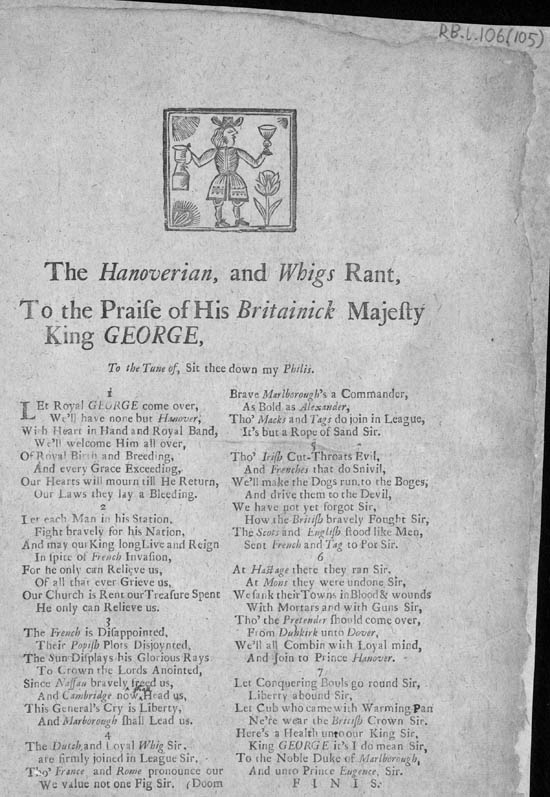 RB.l.106(105)
The Hanoverian, and Whigs Rant,
To the Praiſe of His Britainick Majeſty
King GEORGE,
To the Tune of, Sit thee down my Philis.
1
LEt Royal GEORGE come over,
We'll have none but Hanover,
With Heart in Hand and Royal Band,
We'll welcome Him all over,
Of Royal Birth and Breeding,
And every Grace Exceeding,
Our Hearts will mourn till He Return,
Our Laws they lay a Bleeding.
2
Let each Man in his Station,
Fight bravely for his Nation,
And may our King long Live and Reign
In ſpite of French Invaſion,
For he only can Relieve us,
Of all that ever Grieve us,
Our Church is Rent our Treaſure Spent
He only can Relieve us.
3
The French is Diſappointed,
Their Popiſh Plots Disjoynted,
The Sun Diſplays his Glorious Rays
To Crown the Lords Anointed,
Since Naſſau bravely freed us,
And Cambridge now Head us,
This General's Cry is Liberty,
And Marborough ſhall Lead us.
4
The Dutch and Loyal Whig Sir.
are firmly joined in League Sir.
Tho' France, and Rome pronounce our
We value not one Fig Sir. (Doom
Brave Marlborough's a Commander,
As Bold as Alexander,
Tho' Macks and Tags do join in League,
It's but a Rope of Sand Sir.
5
Tho' Iriſh Cut-Throats Evil,
And Frenches that do Snivil,
We'll make the Dogs run, to the Boges,
And drive them to the Devil,
We have not yet forgot Sir,
How the Britiſh bravely Fought Sir,
The Scots and Engliſh ſtood like Men,
Sent French and Tag to Pot Sir.
6
At there they ran Sir.
At Mons they were undone Sir,
We ſank their Towns in Blood & wounds
With Mortars and with Guns Sir,
Tho' the Pretender ſhould come over,
From Dunkirk unto Dover,
We'll all Combin with Loyal mind,
And Join to Prince Hanover.
7
Let Conquering Bouls go round Sir,
Liberty abound Sir,
Let Cub who came with Warming Pan
Ne're wear the Britiſh Crown Sir.
Here's a Health unto our King Sir,
King GEORGE it's I do mean Sir,
To the Noble Duke of Marlborough,
And unto Prince Eugence, Sir.
FINIS.